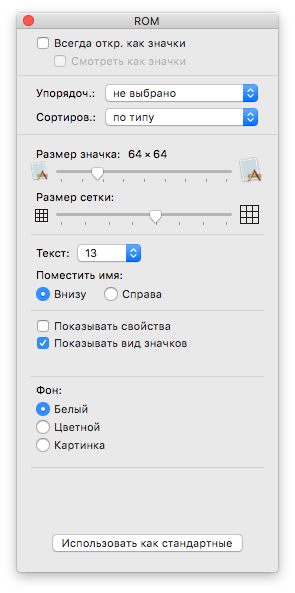 ROM
Всегда откр. как значки
Смотреть как значки
Упорядоч.: не выбрано
Сортиров.: по типу
Размер значка: 64 × 64
Размер сетки:
Текст: 13
Поместить имя:
Внизу Справа
Показывать свойства
Показывать вид значков
Фон:
Белый
Цветной
Картинка
Использовать как стандартные